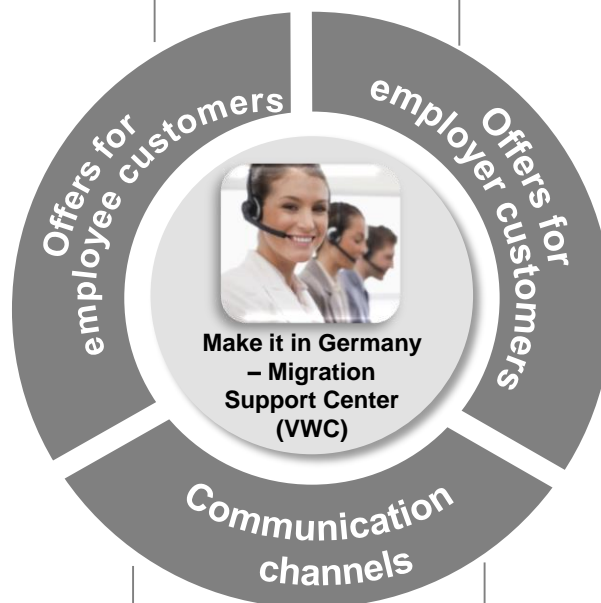 Offers for
employee customers
Offers for
employer customers
Make it in Germany
– Migration
Support Center
(VWC)
Communication
channels